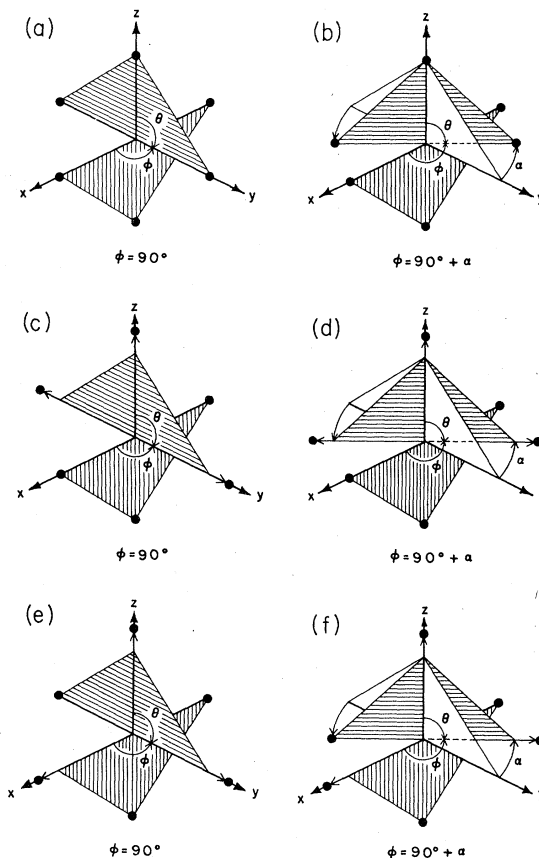 (a)
z
θ
ϕ
x
y
ϕ = 90°
(b)
z
θ
ϕ
α
x
ϕ = 90° + α
(c)
z
θ
ϕ
x
y
ϕ = 90°
(d)
z
θ
ϕ
α
x
ϕ = 90° + α
(e)
z
θ
ϕ
x
y
ϕ = 90°
(f)
z
θ
ϕ
α
x
ϕ = 90° + α